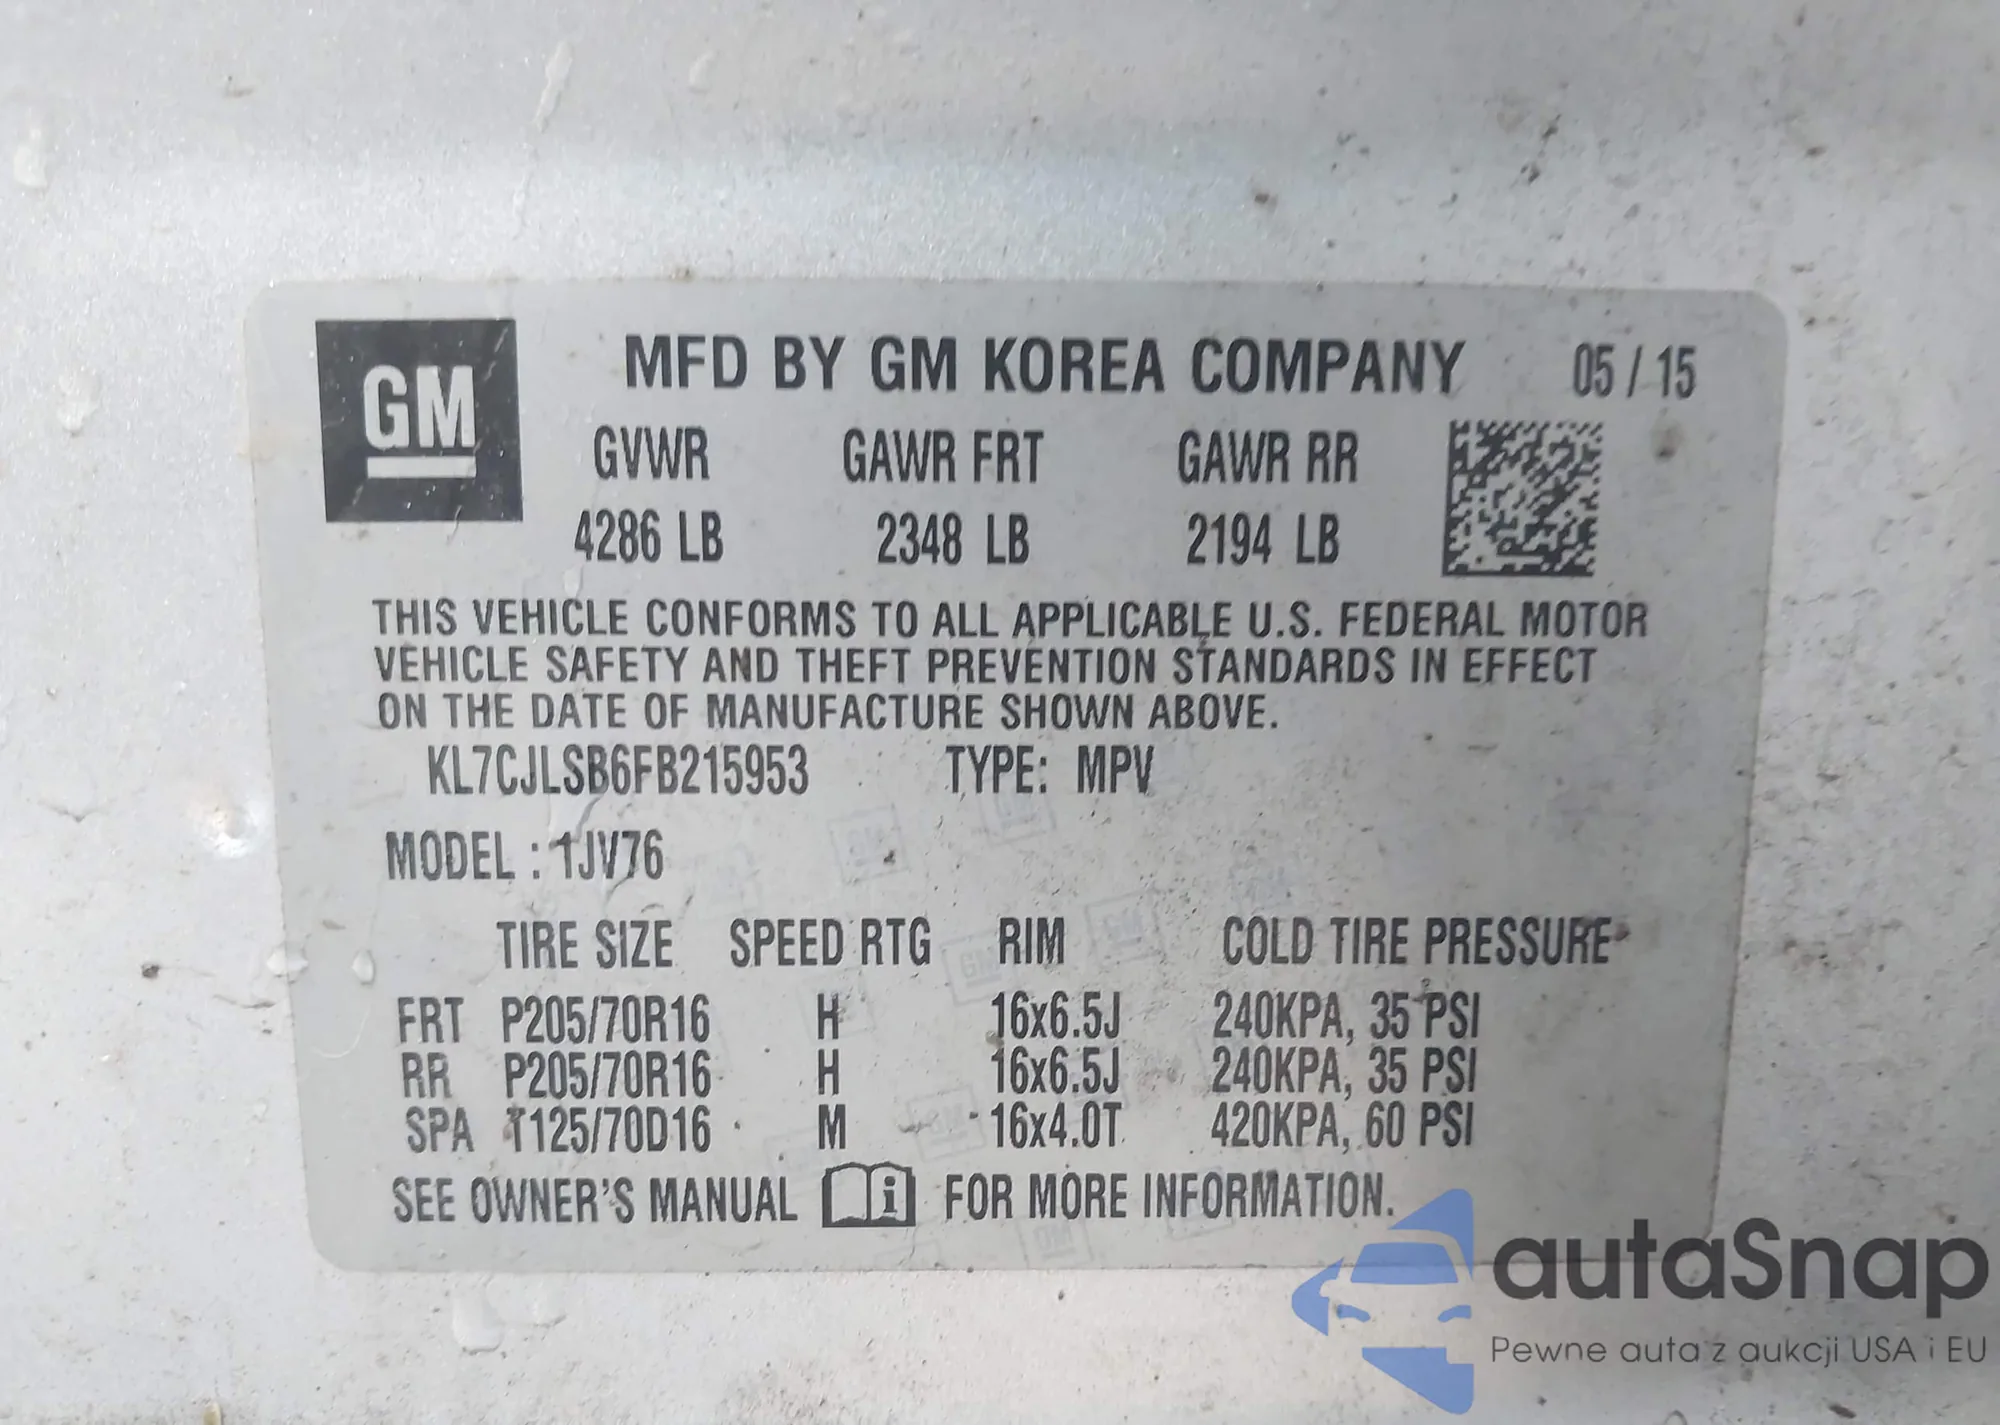 GM
MFD BY GM KOREA COMPANY 05 / 15
GVWR GAWR FRT GAWR RR
4286 LB 2348 LB 2194 LB
THIS VEHICLE CONFORMS TO ALL APPLICABLE U.S. FEDERAL MOTOR
VEHICLE SAFETY AND THEFT PREVENTION STANDARDS IN EFFECT
ON THE DATE OF MANUFACTURE SHOWN ABOVE.
KL7CJLSB6FB215953 TYPE: MPV
MODEL : 1JV76
TIRE SIZE SPEED RTG RIM COLD TIRE PRESSURE
FRT P205/70R16 H 16x6.5J 240KPA, 35 PSI
RR P205/70R16 H 16x6.5J 240KPA, 35 PSI
SPA T125/70D16 M 16x4.0T 420KPA, 60 PSI
SEE OWNER'S MANUAL i FOR MORE INFORMATION.
autaSnap
Pewne auta z aukcji USA i EU